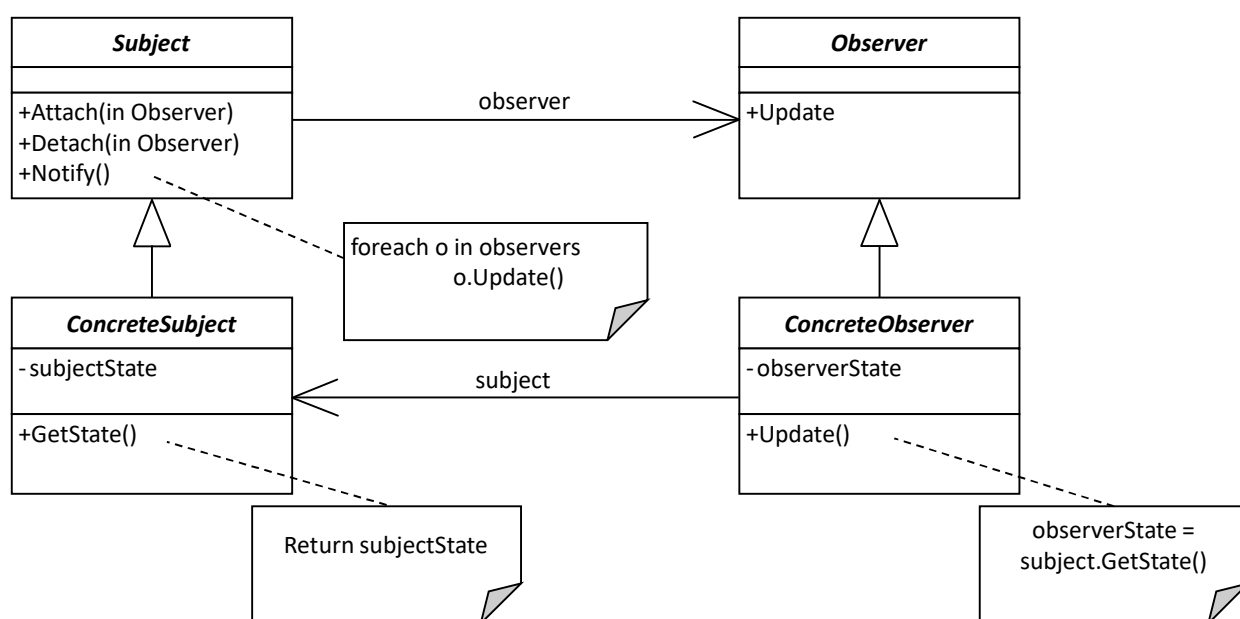 Subject
+Attach(in Observer)
+Detach(in Observer)
+Notify()
observer
Observer
+Update
foreach o in observers
o.Update()
ConcreteSubject
-subjectState
+GetState()
subject
ConcreteObserver
-observerState
+Update()
Return subjectState
observerState =
subject.GetState()